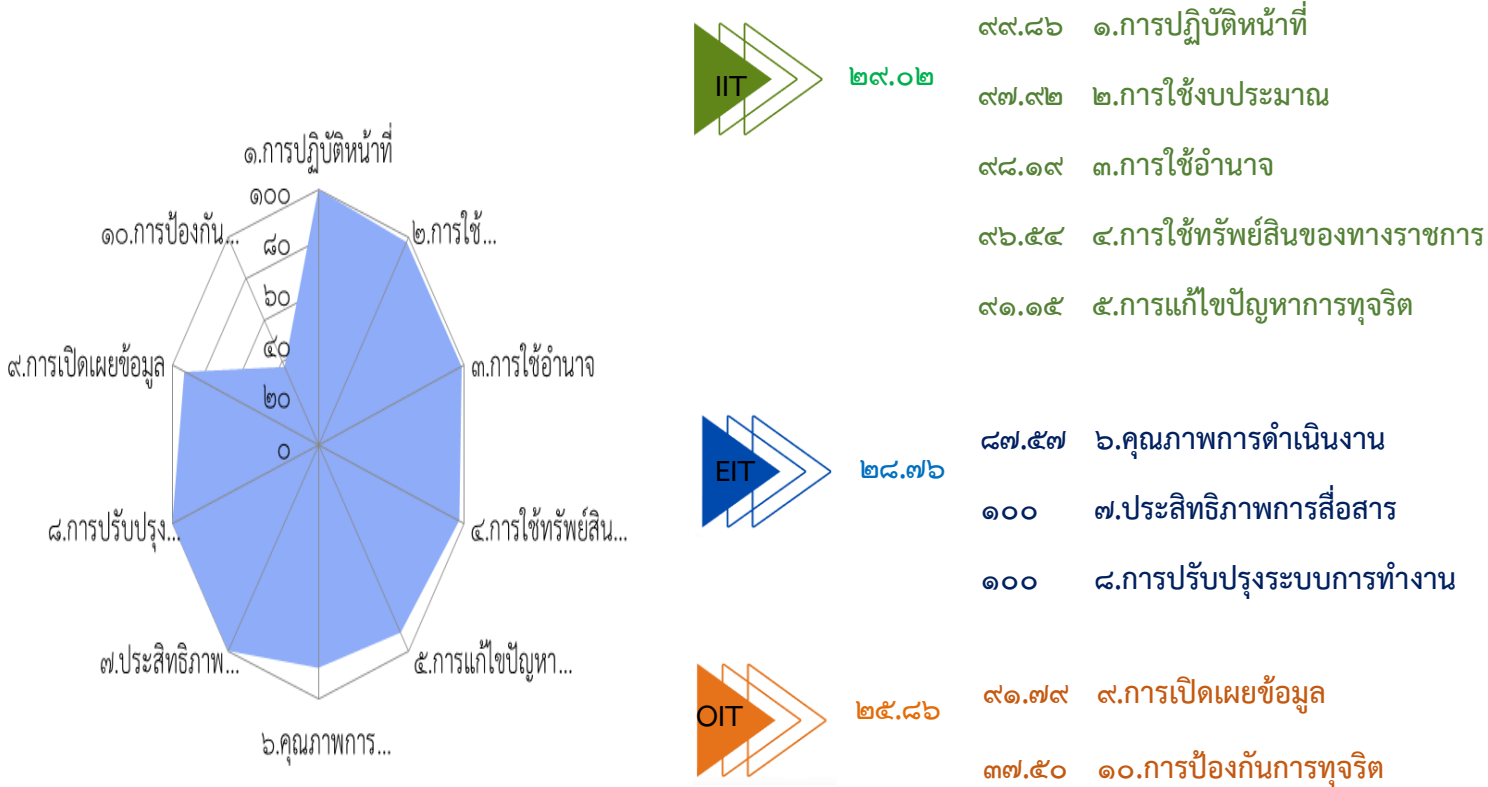 ๑.การปฏิบัติหน้าที่
๒.การใช้...
๓.การใช้อำนาจ
๔.การใช้ทรัพย์สิน...
๕.การแก้ไขปัญหา...
๖.คุณภาพการ...
๗.ประสิทธิภาพ...
๘.การปรับปรุง...
๙.การเปิดเผยข้อมูล
๑๐.การป้องกัน...
๑๐๐
๘๐
๖๐
๔๐
๒๐
๐
IIT
๒๙.๐๒
๙๙.๘๖ ๑.การปฏิบัติหน้าที่
๙๗.๙๒ ๒.การใช้งบประมาณ
๙๘.๑๙ ๓.การใช้อำนาจ
๙๖.๕๔ ๔.การใช้ทรัพย์สินของทางราชการ
๙๑.๑๕ ๕.การแก้ไขปัญหาการทุจริต
EIT
๒๘.๗๖
๘๗.๕๗ ๖.คุณภาพการดำเนินงาน
๑๐๐ ๗.ประสิทธิภาพการสื่อสาร
๑๐๐ ๘.การปรับปรุงระบบการทำงาน
OIT
๒๕.๘๖
๙๑.๗๙ ๙.การเปิดเผยข้อมูล
๓๗.๕๐ ๑๐.การป้องกันการทุจริต